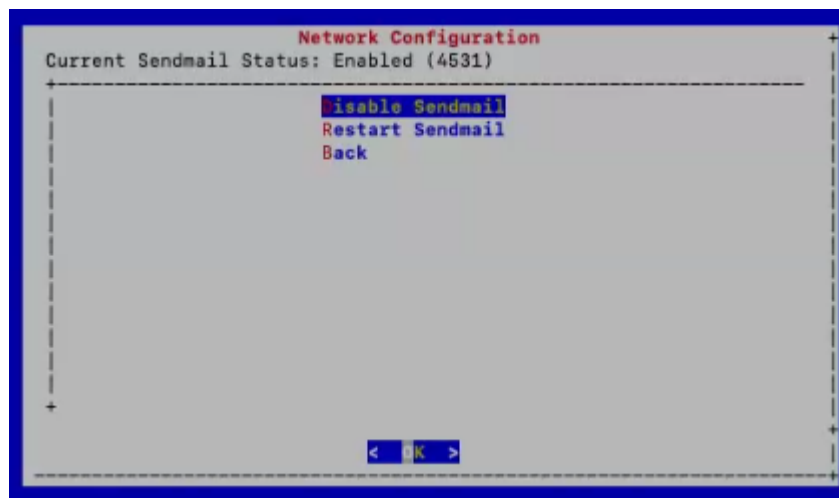 Network Configuration
Current Sendmail Status: Enabled (4531)
Disable Sendmail
Restart Sendmail
Back
< OK >